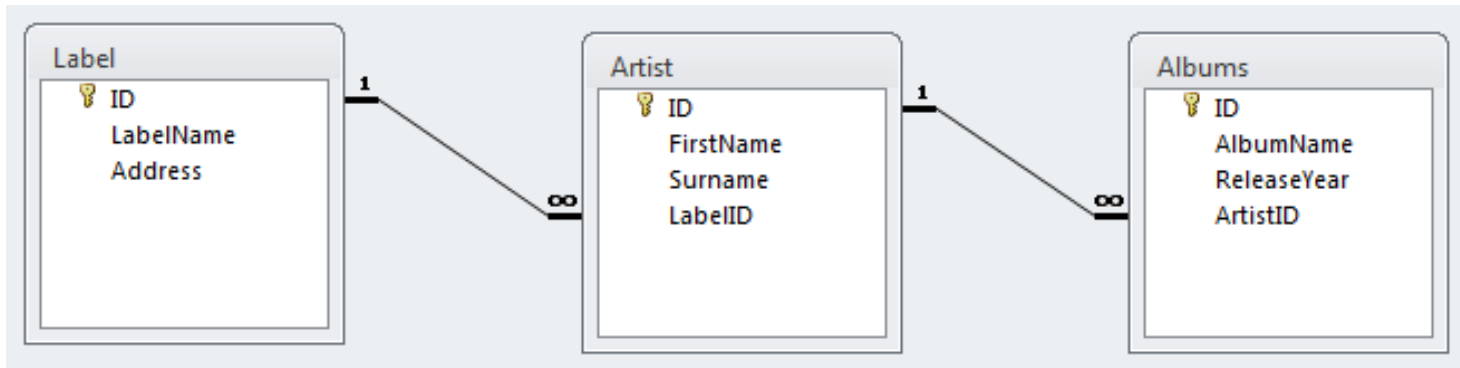 Label
ID
LabelName
Address
1
∞
Artist
ID
FirstName
Surname
LabelID
1
∞
Albums
ID
AlbumName
ReleaseYear
ArtistID